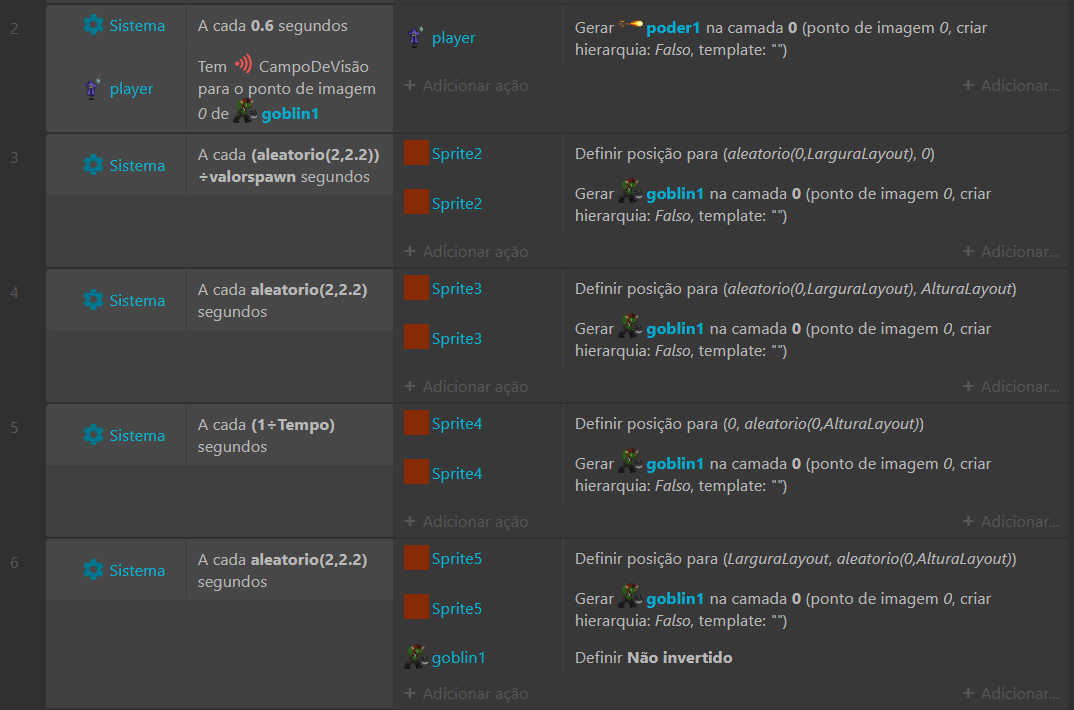 2
Sistema
A cada 0.6 segundos
player
Tem CampoDeVisão
para o ponto de imagem
0 de goblin1
player
Gerar poder1 na camada 0 (ponto de imagem 0, criar
hierarquia: Falso, template: "")
+ Adicionar ação
+ Adicionar...
3
Sistema
A cada (aleatorio(2,2.2))
÷valorspawn segundos
Sprite2
Definir posição para (aleatorio(0,LarguraLayout), 0)
Sprite2
Gerar goblin1 na camada 0 (ponto de imagem 0, criar
hierarquia: Falso, template: "")
+ Adicionar ação
+ Adicionar...
4
Sistema
A cada aleatorio(2,2.2)
segundos
Sprite3
Definir posição para (aleatorio(0,LarguraLayout), AlturaLayout)
Sprite3
Gerar goblin1 na camada 0 (ponto de imagem 0, criar
hierarquia: Falso, template: "")
+ Adicionar ação
+ Adicionar...
5
Sistema
A cada (1÷Tempo)
segundos
Sprite4
Definir posição para (0, aleatorio(0,AlturaLayout))
Sprite4
Gerar goblin1 na camada 0 (ponto de imagem 0, criar
hierarquia: Falso, template: "")
+ Adicionar ação
+ Adicionar...
6
Sistema
A cada aleatorio(2,2.2)
segundos
Sprite5
Definir posição para (LarguraLayout, aleatorio(0,AlturaLayout))
Sprite5
Gerar goblin1 na camada 0 (ponto de imagem 0, criar
hierarquia: Falso, template: "")
goblin1
Definir Não invertido
+ Adicionar ação
+ Adicionar...